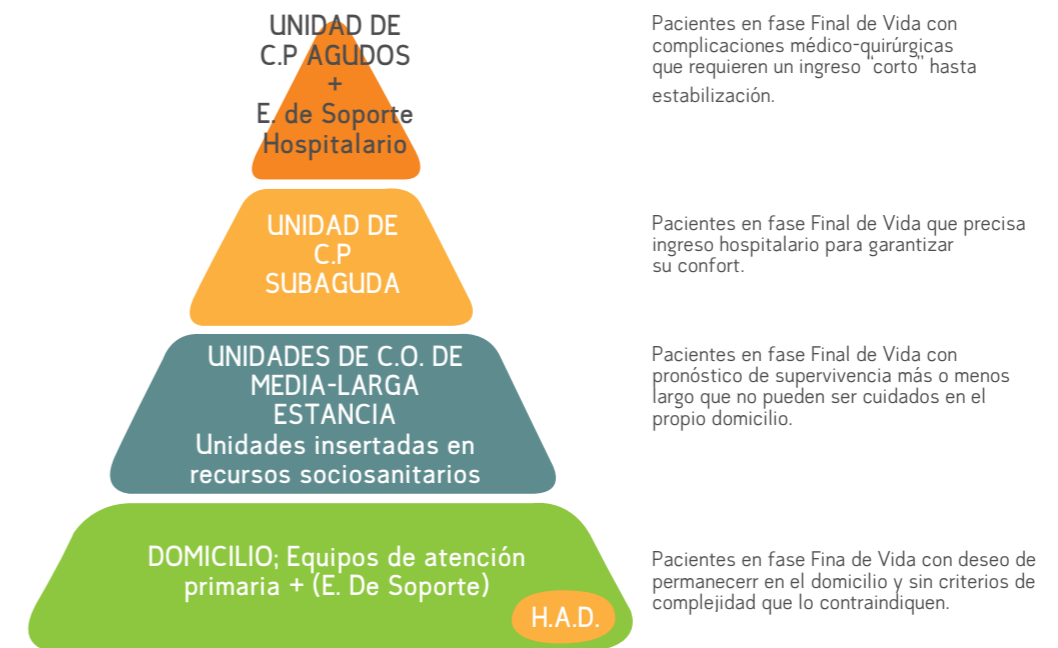 UNIDAD DE
C.P AGUDOS
+
E. de Soporte
Hospitalario
Pacientes en fase Final de Vida con
complicaciones médico-quirúrgicas
que requieren un ingreso "corto" hasta
estabilización.
UNIDAD DE
C.P
SUBAGUDA
Pacientes en fase Final de Vida que precisa
ingreso hospitalario para garantizar
su confort.
UNIDADES DE C.O. DE
MEDIA-LARGA
ESTANCIA
Unidades insertadas en
recursos sociosanitarios
Pacientes en fase Final de Vida con
pronóstico de supervivencia más o menos
largo que no pueden ser cuidados en el
propio domicilio.
DOMICILIO; Equipos de atención
primaria + (E. De Soporte)
H.A.D.
Pacientes en fase Fina de Vida con deseo de
permanecerr en el domicilio y sin criterios de
complejidad que lo contraindiquen.